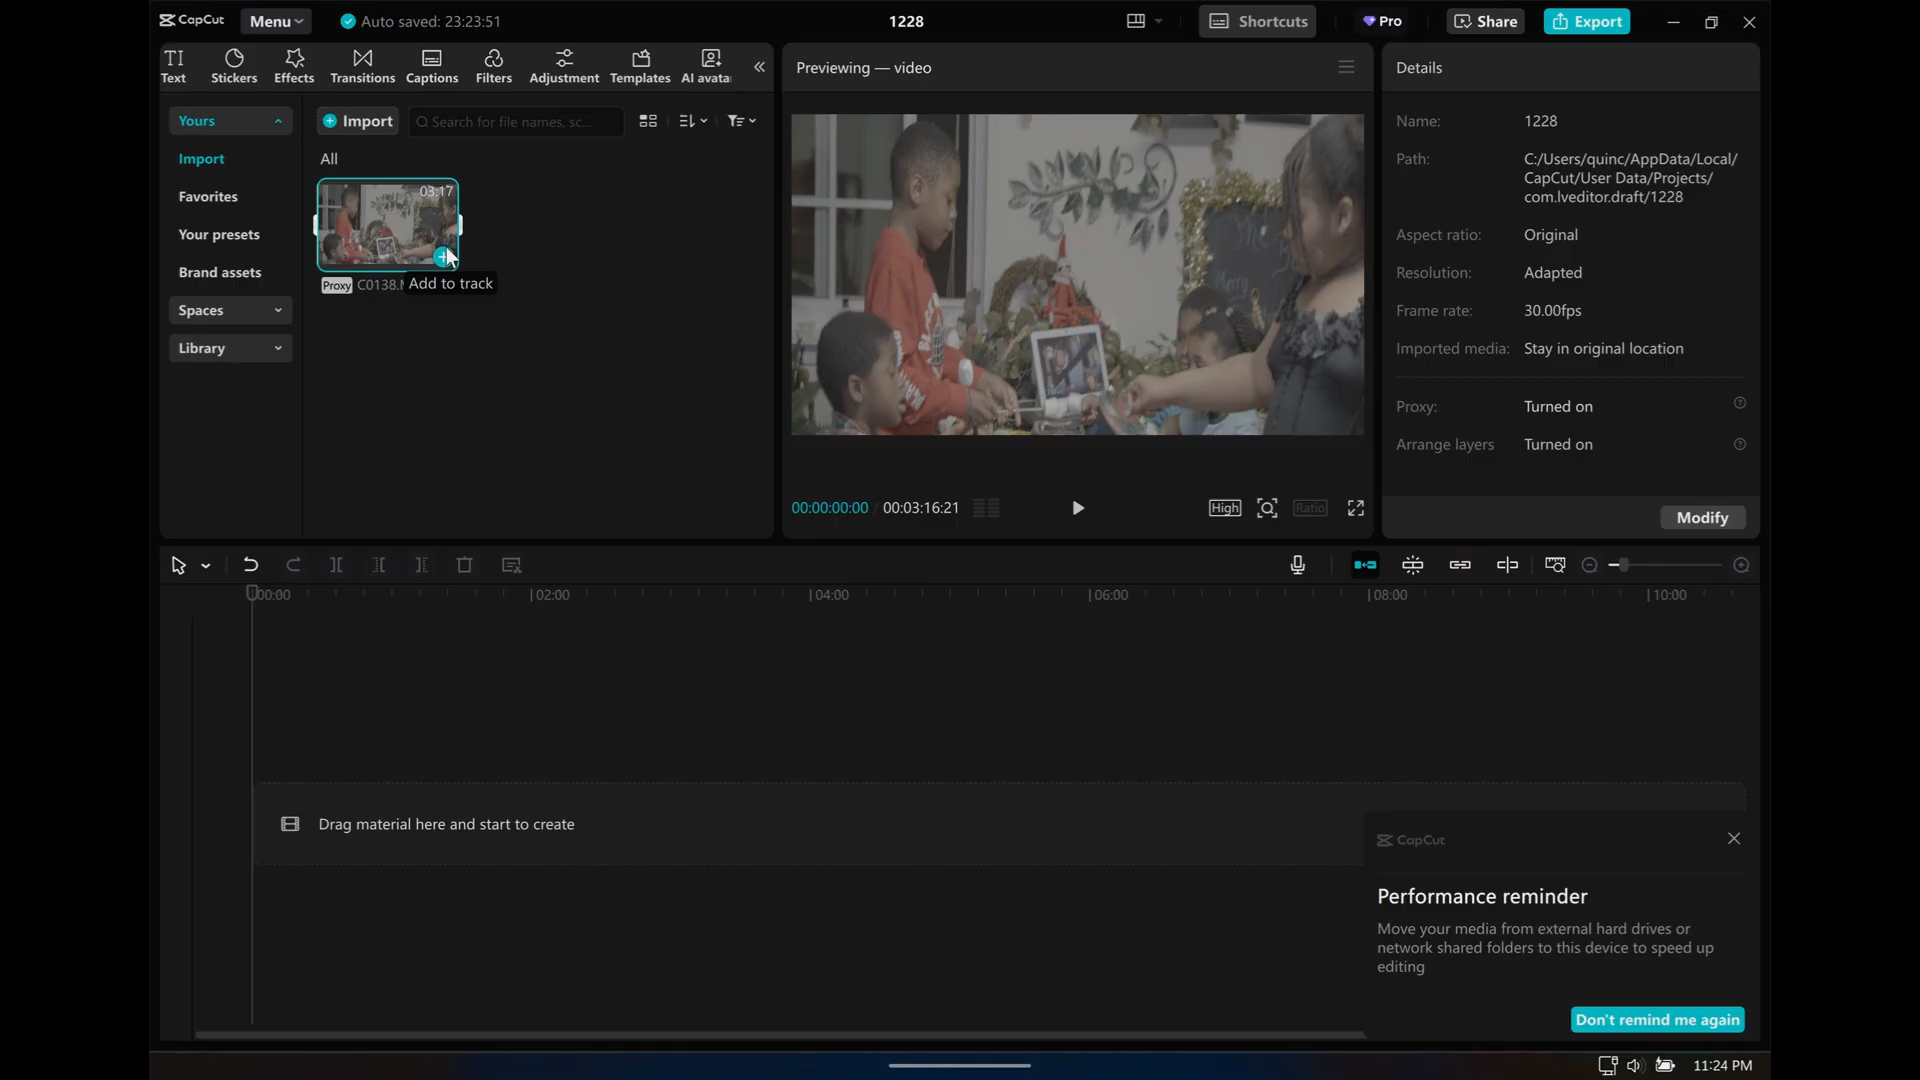 CapCut
Menu
Auto saved: 23:23:51
1228
Shortcuts
Pro
Share
Export
TI
Text
Stickers
Effects
Transitions
Captions
Filters
Adjustment
Templates
AI avata
Yours
Import
Favorites
Your presets
Brand assets
Spaces
Library
Import
Search for file names, sc...
All
03:17
Proxy C0138.
Add to track
Previewing — video
00:00:00:00 / 00:03:16:21
High
Ratio
Details
Name: 1228
Path: C:/Users/quinc/AppData/Local/
CapCut/User Data/Projects/
com.lveditor.draft/1228
Aspect ratio: Original
Resolution: Adapted
Frame rate: 30.00fps
Imported media: Stay in original location
Proxy: Turned on
Arrange layers Turned on
Modify
00:00 02:00 04:00 06:00 08:00 10:00
Drag material here and start to create
CapCut
Performance reminder
Move your media from external hard drives or
network shared folders to this device to speed up
editing
Don't remind me again
11:24 PM